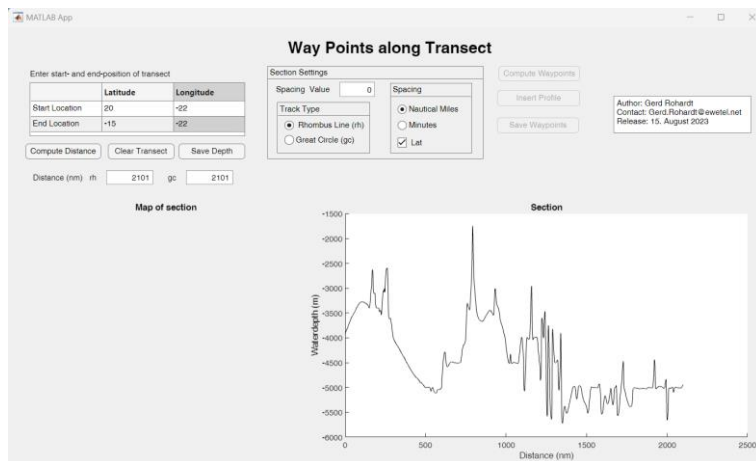 MATLAB App
Way Points along Transect
Enter start- and end-position of transect
Latitude Longitude
Start Location 20 -22
End Location -15 -22
Compute Distance Clear Transect Save Depth
Distance (nm) rh 2101 gc 2101
Section Settings
Spacing Value 0
Track Type
Rhombus Line (rh)
Great Circle (gc)
Spacing
Nautical Miles
Minutes
Lat
Compute Waypoints
Insert Profile
Save Waypoints
Author: Gerd Rohardt
Contact: Gerd.Rohardt@ewetel.net
Release: 15. August 2023
Map of section
Section
Waterdepth (m)
-1500
-1500
-2500
-3000
-3500
-4000
-4500
-5000
-5500
-6000
0 500 1000 1500 2000 2500
Distance (nm)